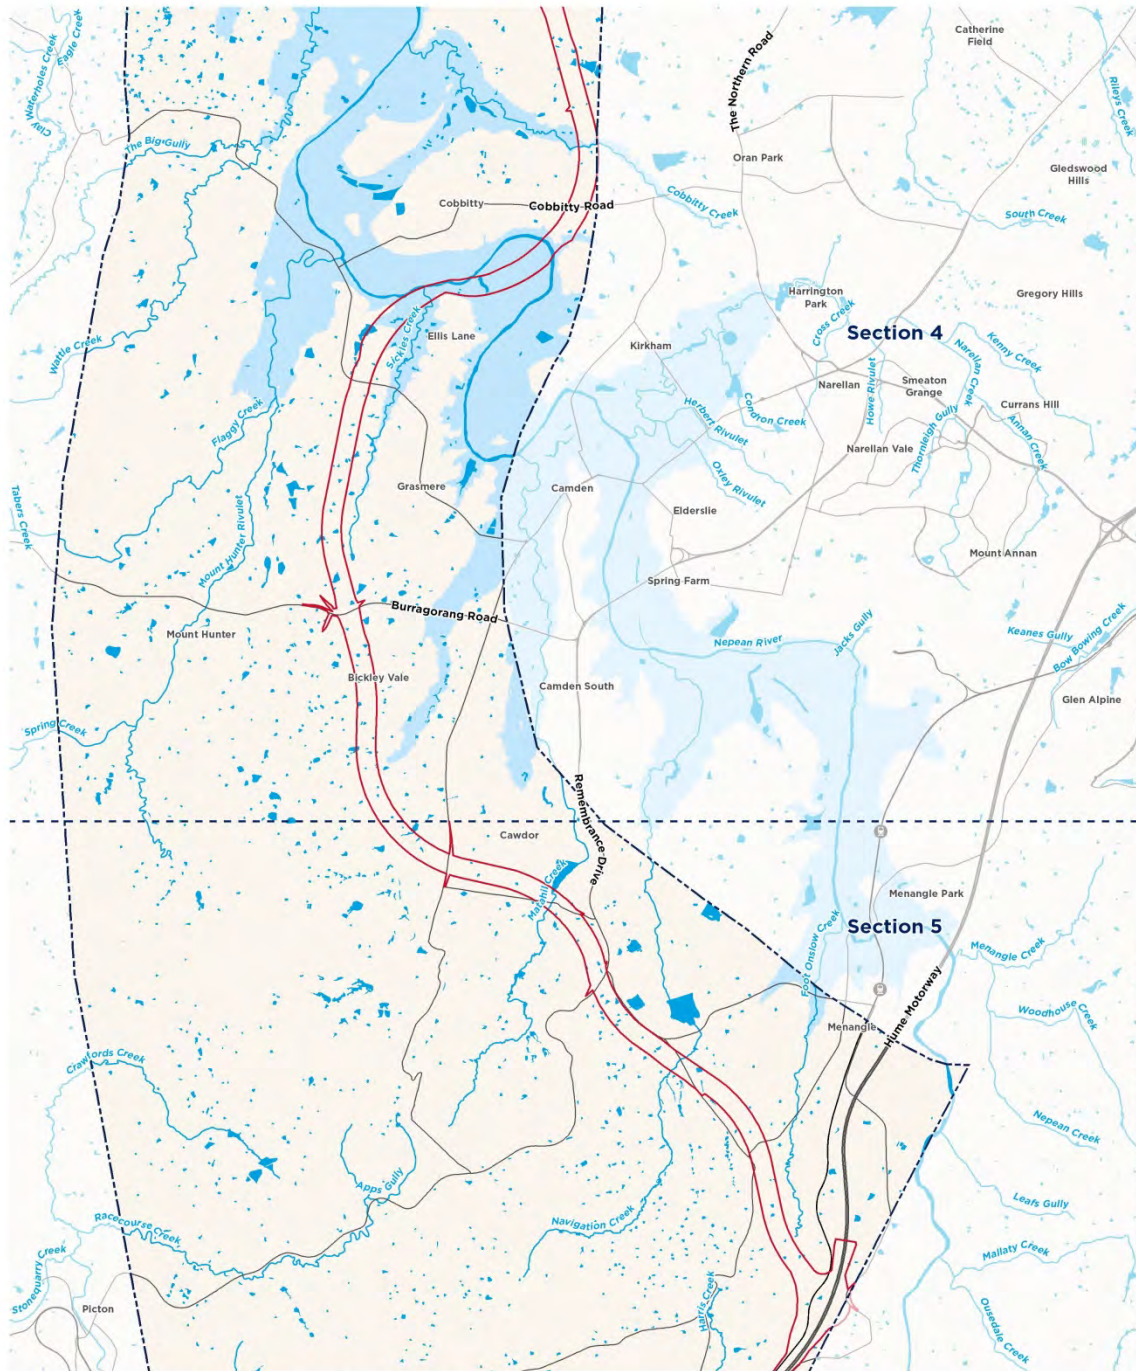 Eagle Creek
Clay Waterholes Creek
The Northern Road
Catherine
Field
Rileys Creek
The Big Gully
Oran Park
Gledswood
Hills
Cobbitty
Cobbitty Road
Cobbitty Creek
South Creek
Harrington
Park
Gregory Hills
Cross Creek
Section 4
Ellis Lane
Sickles Creek
Kirkham
Wattle Creek
Kenny Creek
Narellan Creek
Narellan
Smeaton
Grange
Howe Rivulet
Currans Hill
Herbert Rivulet
Condron Creek
Annan Creek
Flaggy Creek
Thornleigh Gully
Narellan Vale
Oxley Rivulet
Tabers Creek
Grasmere
Camden
Elderslie
Mount Annan
Mount Hunter Rivulet
Spring Farm
Burragorang Road
Mount Hunter
Nepean River
Jacks Gully
Keanes Gully
Bow Bowing Creek
Bickley Vale
Camden South
Glen Alpine
Spring Creek
Remembrance Drive
Cawdor
Matahil Creek
Menangle Park
Section 5
Foot Onslow Creek
Menangle Creek
Hume Motorway
Woodhouse Creek
Menangle
Crawfords Creek
Nepean Creek
Apps Gully
Leafs Gully
Navigation Creek
Racecourse Creek
Mallaty Creek
Stonequarry Creek
Harris Creek
Ousedale Creek
Picton